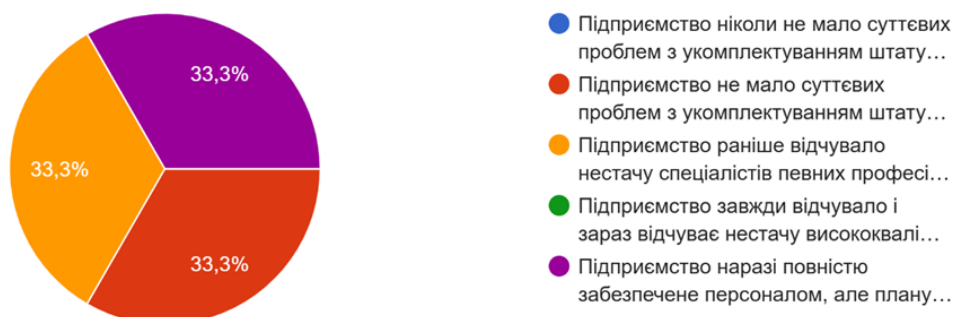 33,3%
33,3%
33,3%
Підприємство ніколи не мало суттєвих
проблем з укомплектуванням штату…
Підприємство не мало суттєвих
проблем з укомплектуванням штату…
Підприємство раніше відчувало
нестачу спеціалістів певних професі…
Підприємство завжди відчувало і
зараз відчуває нестачу висококвалі…
Підприємство наразі повністю
забезпечене персоналом, але плану…